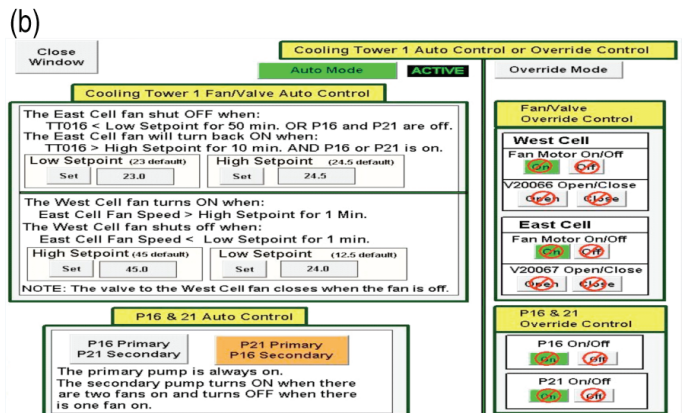 (b)
Close
Window
Cooling Tower 1 Auto Control or Override Control
Auto Mode
ACTIVE
Override Mode
Cooling Tower 1 Fan/Valve Auto Control
The East Cell fan shut OFF when:
TT016 < Low Setpoint for 50 min. OR P16 and P21 are off.
The East Cell fan will turn back ON when:
TT016 > High Setpoint for 10 min. AND P16 or P21 is on.
Low Setpoint (23 default)
Set 23.0
High Setpoint (24.5 default)
Set 24.5
The West Cell fan turns ON when:
East Cell Fan Speed > High Setpoint for 1 Min.
The West Cell fan shuts off when:
East Cell Fan Speed < Low Setpoint for 1 min.
High Setpoint (45 default)
Set 45.0
Low Setpoint (12.5 default)
Set 24.0
NOTE: The valve to the West Cell fan closes when the fan is off.
P16 & 21 Auto Control
P16 Primary
P21 Secondary
P21 Primary
P16 Secondary
The primary pump is always on.
The secondary pump turns ON when there
are two fans on and turns OFF when there
is one fan on.
Fan/Valve
Override Control
West Cell
Fan Motor On/Off
On Off
V20066 Open/Close
Open Close
East Cell
Fan Motor On/Off
On Off
V20067 Open/Close
Open Close
P16 & 21
Override Control
P16 On/Off
On Off
P21 On/Off
On Off